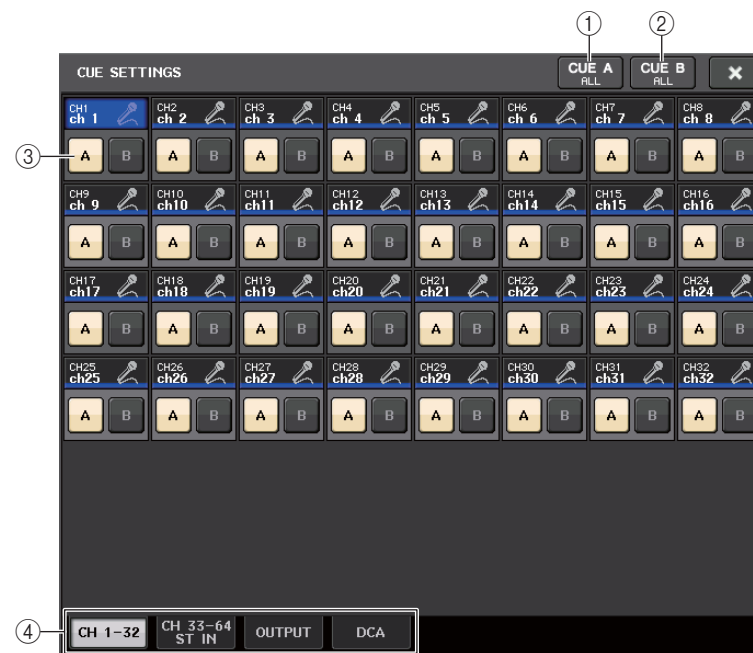 ① ②
CUE SETTINGS
CUE A
ALL
CUE B
ALL
×
CH1 CH2 CH3 CH4 CH5 CH6 CH7 CH8
ch 1 ch 2 ch 3 ch 4 ch 5 ch 6 ch 7 ch 8
③
A B A B A B A B A B A B A B A B
CH9 CH10 CH11 CH12 CH13 CH14 CH15 CH16
ch 9 ch10 ch11 ch12 ch13 ch14 ch15 ch16
A B A B A B A B A B A B A B A B
CH17 CH18 CH19 CH20 CH21 CH22 CH23 CH24
ch17 ch18 ch19 ch20 ch21 ch22 ch23 ch24
A B A B A B A B A B A B A B A B
CH25 CH26 CH27 CH28 CH29 CH30 CH31 CH32
ch25 ch26 ch27 ch28 ch29 ch30 ch31 ch32
A B A B A B A B A B A B A B A B
④
CH 1-32
CH 33-64
ST IN
OUTPUT
DCA